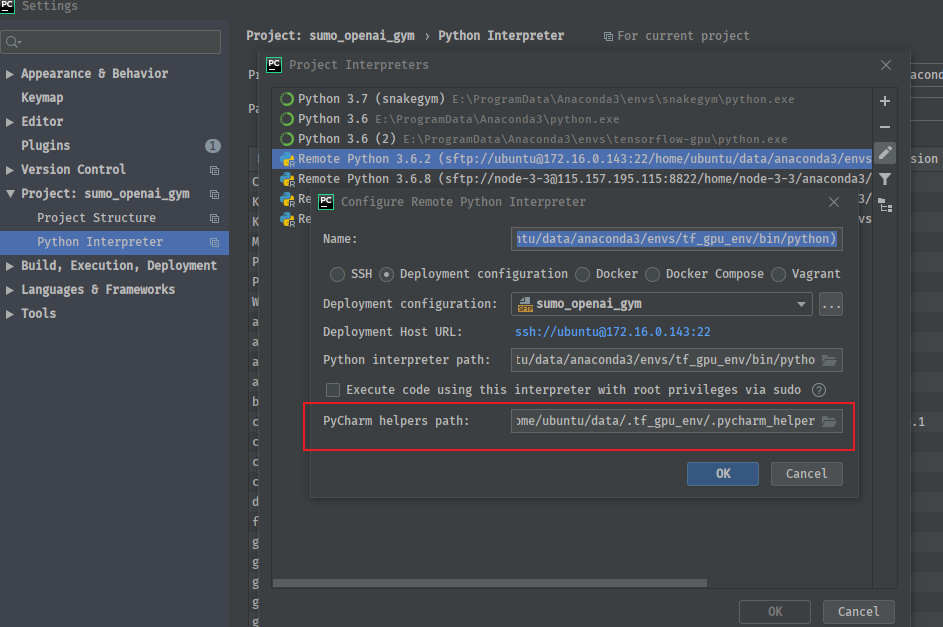 PC Settings
Project: sumo_openai_gym › Python Interpreter For current project
Appearance & Behavior
Keymap
Editor
Plugins 1
Version Control
Project: sumo_openai_gym
Project Structure
Python Interpreter
Build, Execution, Deployment
Languages & Frameworks
Tools
PC Project Interpreters
Python 3.7 (snakegym) E:\ProgramData\Anaconda3\envs\snakegym\python.exe
Python 3.6 E:\ProgramData\Anaconda3\python.exe
Python 3.6 (2) E:\ProgramData\Anaconda3\envs\tensorflow-gpu\python.exe
Remote Python 3.6.2 (sftp://ubuntu@172.16.0.143:22/home/ubuntu/data/anaconda3/envs
Remote Python 3.6.8 (sftp://node-3-3@115.157.195.115:8822/home/node-3-3/anaconda3/
Re
Re
PC Configure Remote Python Interpreter
Name: ntu/data/anaconda3/envs/tf_gpu_env/bin/python)
SSH Deployment configuration Docker Docker Compose Vagrant
Deployment configuration: sumo_openai_gym ...
Deployment Host URL: ssh://ubuntu@172.16.0.143:22
Python interpreter path: tu/data/anaconda3/envs/tf_gpu_env/bin/pytho
Execute code using this interpreter with root privileges via sudo ?
PyCharm helpers path: ome/ubuntu/data/.tf_gpu_env/.pycharm_helper
OK Cancel
OK Cancel